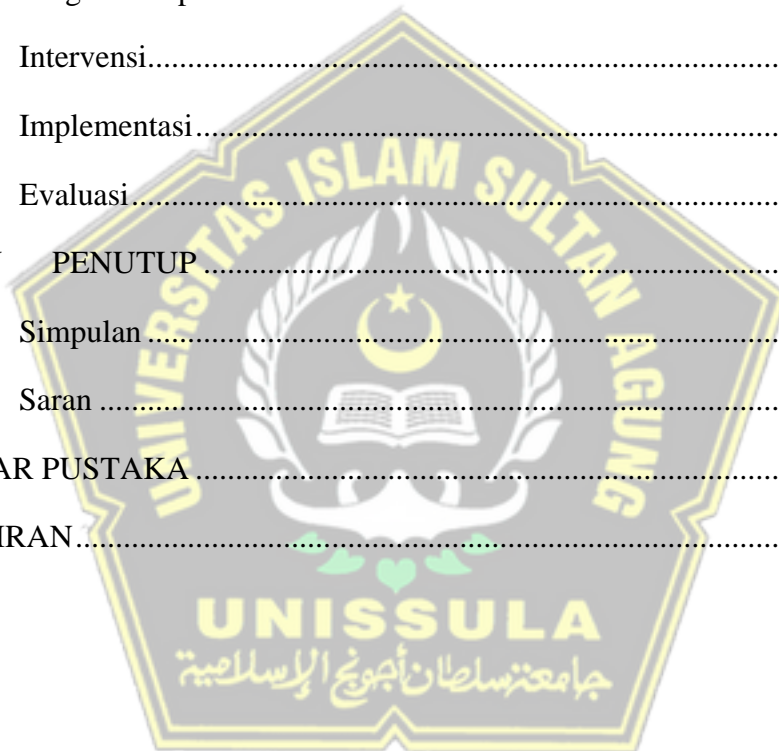 Intervensi........................................................................
Implementasi..................................................................
Evaluasi..........................................................................
PENUTUP.....................................................................
Simpulan........................................................................
Saran..............................................................................
AR PUSTAKA.................................................................
IRAN...............................................................................
UNIVERSITAS ISLAM SULTAN AGUNG
UNISSULA
جامعة سلطان أجونج الإسلامية